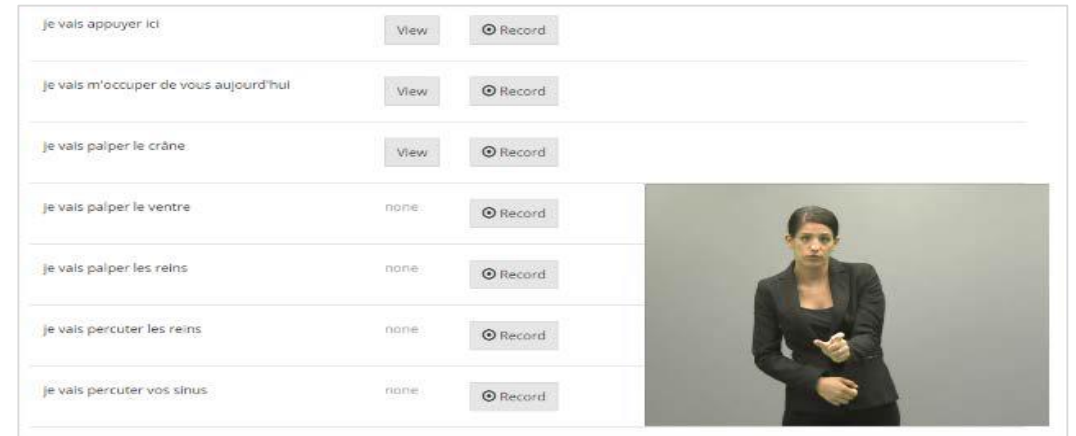 je vais appuyer ici View Record
je vais m'occuper de vous aujourd'hui View Record
je vais palper le crâne View Record
je vais palper le ventre none Record
je vais palper les reins none Record
je vais percuter les reins none Record
je vais percuter vos sinus none Record